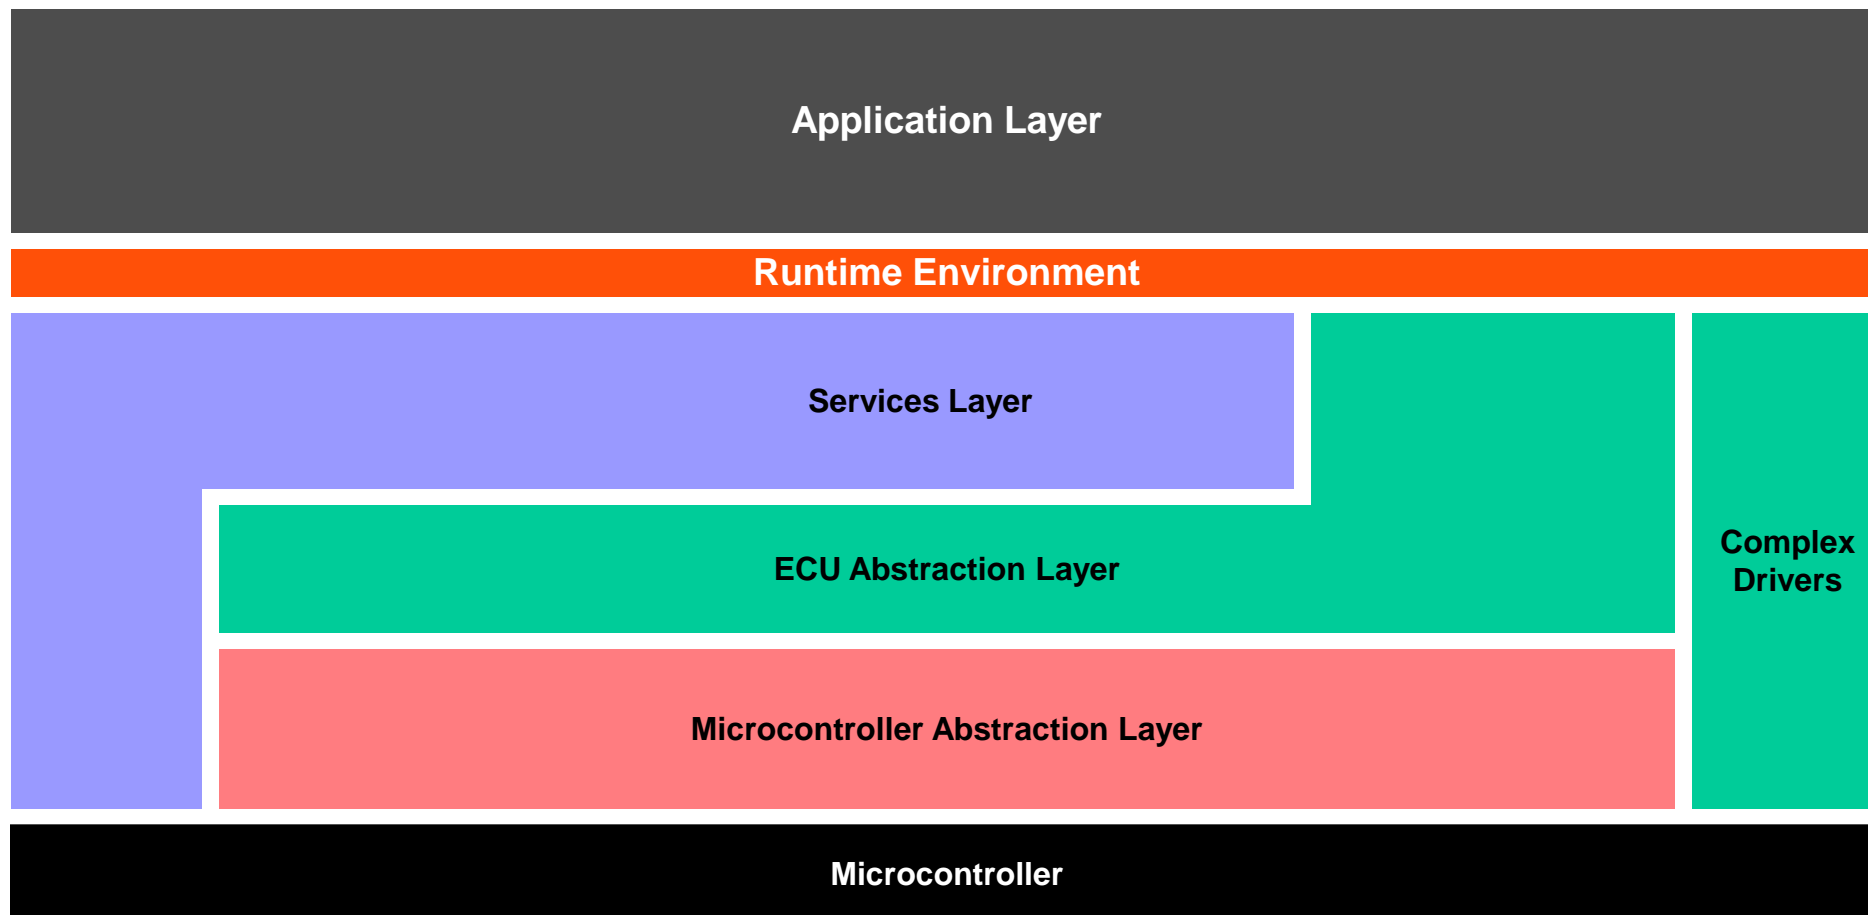 Application Layer
Runtime Environment
Services Layer
ECU Abstraction Layer
Complex
Drivers
Microcontroller Abstraction Layer
Microcontroller